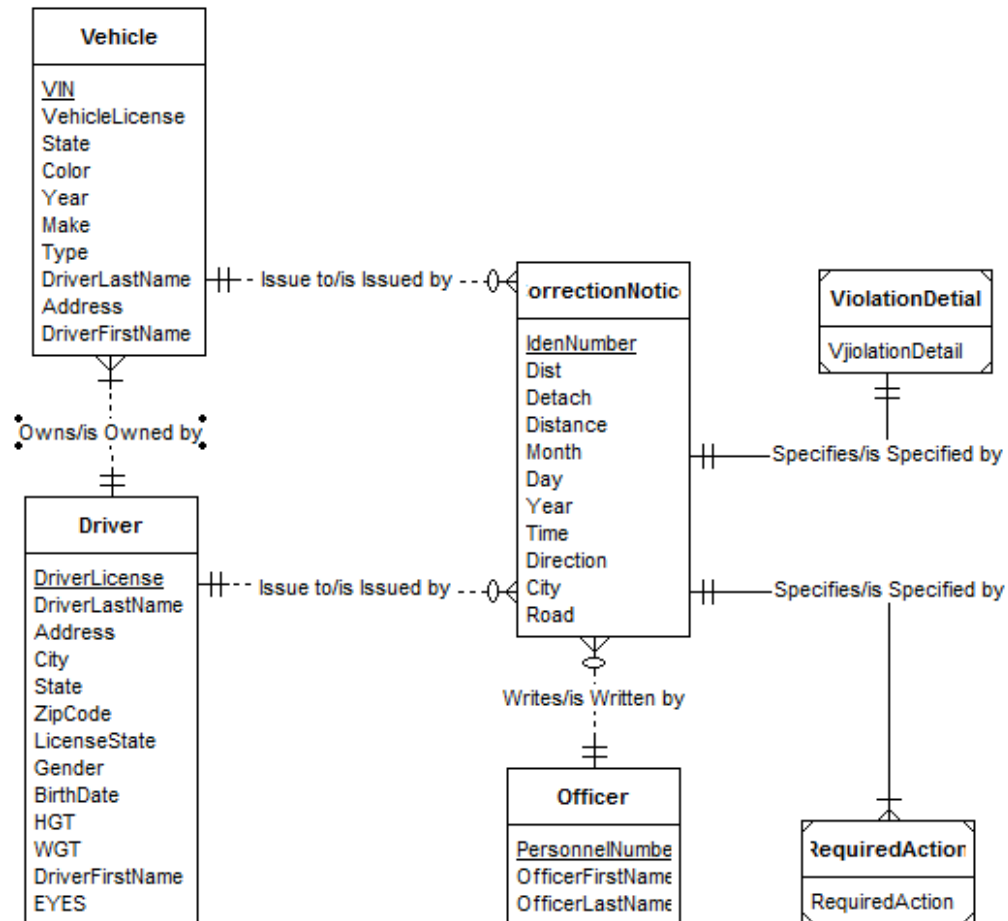 Vehicle
VIN
VehicleLicense
State
Color
Year
Make
Type
DriverLastName
Address
DriverFirstName
Issue to/is Issued by
Owns/is Owned by
Driver
DriverLicense
DriverLastName
Address
City
State
ZipCode
LicenseState
Gender
BirthDate
HGT
WGT
DriverFirstName
EYES
Issue to/is Issued by
orrectionNotic
IdenNumber
Dist
Detach
Distance
Month
Day
Year
Time
Direction
City
Road
Writes/is Written by
Officer
PersonnelNumbe
OfficerFirstName
OfficerLastName
ViolationDetial
VjiolationDetail
Specifies/is Specified by
Specifies/is Specified by
RequiredAction
RequiredAction